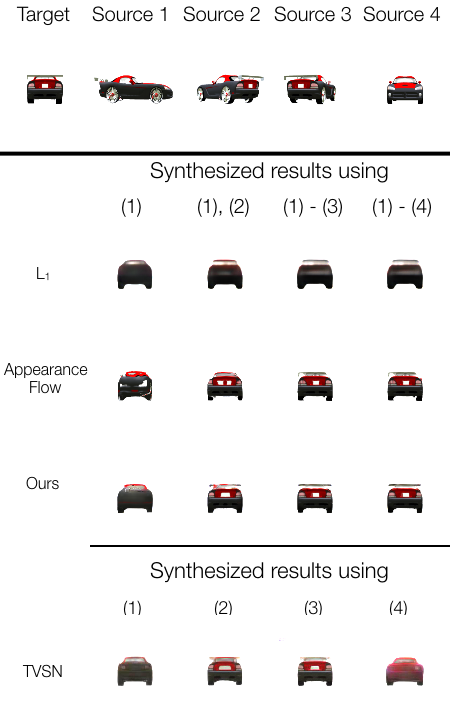 Target Source 1 Source 2 Source 3 Source 4
Synthesized results using
(1) (1), (2) (1) - (3) (1) - (4)
L₁
Appearance
Flow
Ours
Synthesized results using
(1) (2) (3) (4)
TVSN